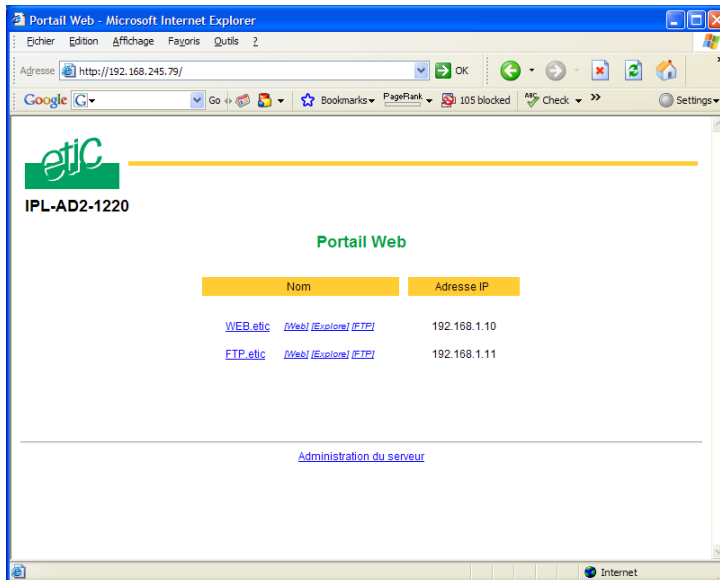 Portail Web - Microsoft Internet Explorer
Eichier Edition Affichage Favoris Outils ?
Adresse http://192.168.245.79/ OK
Google G Go Bookmarks PageRank 105 blocked ABC Check >> Settings
etic
IPL-AD2-1220
Portail Web
Nom Adresse IP
WEB.etic [Web] [Explore] [FTP] 192.168.1.10
FTP.etic [Web] [Explore] [FTP] 192.168.1.11
Administration du serveur
Internet